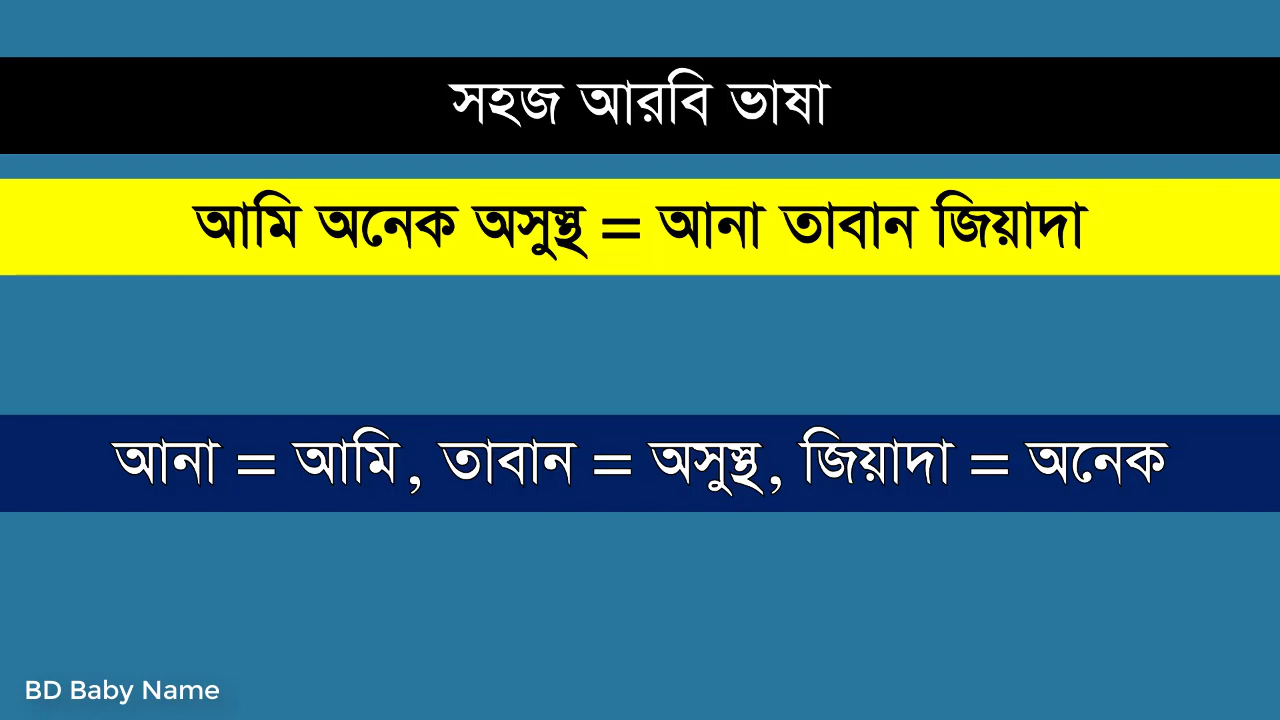 সহজ আরবি ভাষা
আমি অনেক অসুস্থ = আনা তাবান জিয়াদা
আনা = আমি, তাবান = অসুস্থ, জিয়াদা = অনেক
BD Baby Name